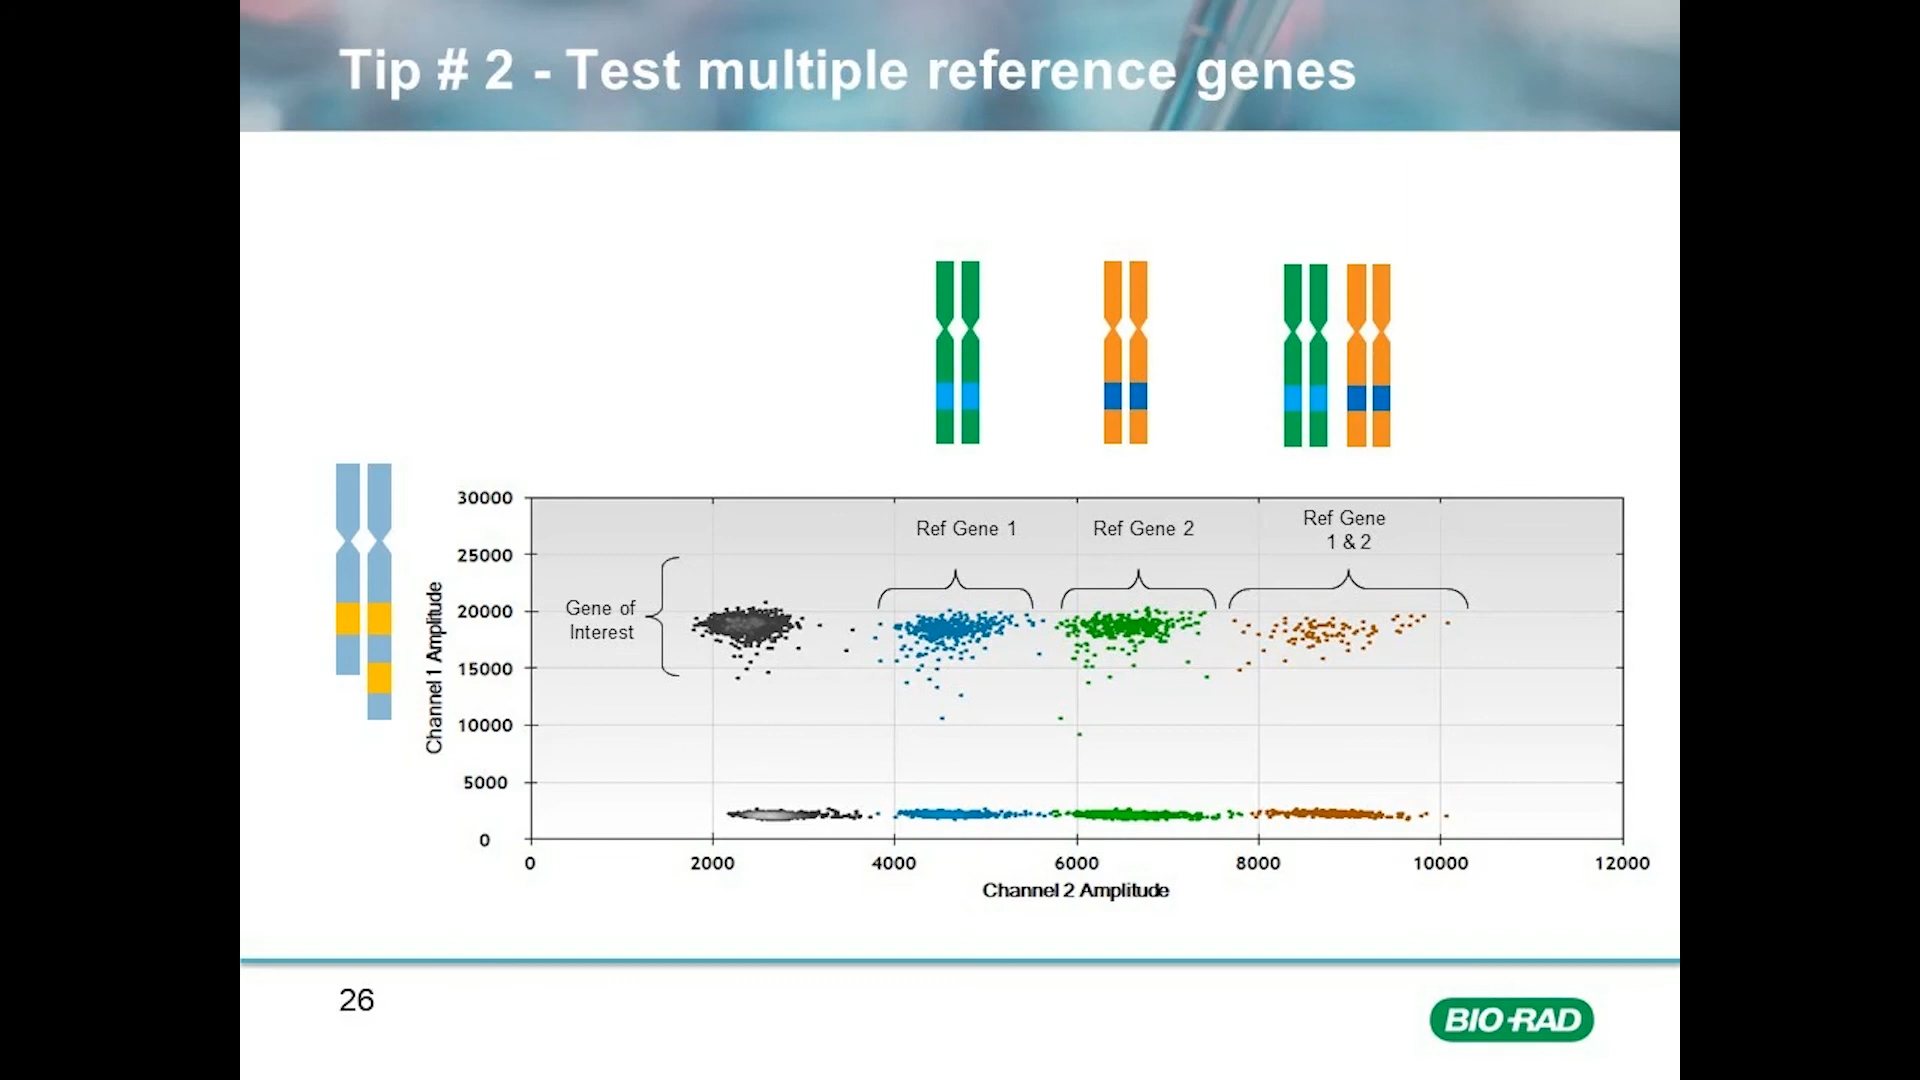 Tip # 2 - Test multiple reference genes
Ref Gene 1
Ref Gene 2
Ref Gene
1 & 2
Gene of
Interest
Channel 1 Amplitude
30000
25000
20000
15000
10000
5000
0
0 2000 4000 6000 8000 10000 12000
Channel 2 Amplitude
26
BIO-RAD